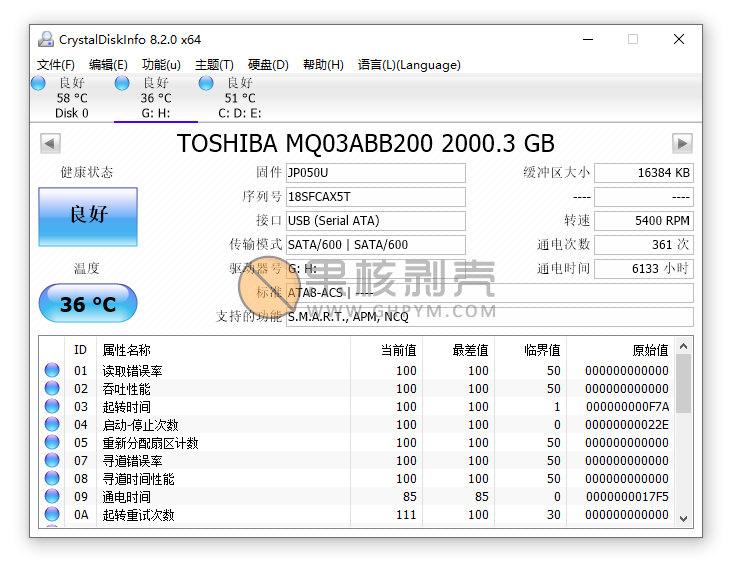 CrystalDiskInfo 8.2.0 x64
文件(F) 编辑(E) 功能(u) 主题(T) 硬盘(D) 帮助(H) 语言(L)(Language)
良好 良好 良好
58 °C 36 °C 51 °C
Disk 0 G: H: C: D: E:
TOSHIBA MQ03ABB200 2000.3 GB
健康状态 固件 JP050U 缓冲区大小 16384 KB
良好 序列号 18SFCAX5T ---- ----
接口 USB (Serial ATA) 转速 5400 RPM
传输模式 SATA/600 | SATA/600 通电次数 361 次
温度 驱动器号 G: H: 通电时间 6133 小时
36 °C 标准 ATA8-ACS | ----
支持的功能 S.M.A.R.T., APM, NCQ
果核剥壳
WWW.GHPYM.COM
ID 属性名称 当前值 最差值 临界值 原始值
01 读取错误率 100 100 50 000000000000
02 吞吐性能 100 100 50 000000000000
03 起转时间 100 100 1 000000000F7A
04 启动-停止次数 100 100 0 00000000022E
05 重新分配扇区计数 100 100 50 000000000000
07 寻道错误率 100 100 50 000000000000
08 寻道时间性能 100 100 50 000000000000
09 通电时间 85 85 0 0000000017F5
0A 起转重试次数 111 100 30 000000000000